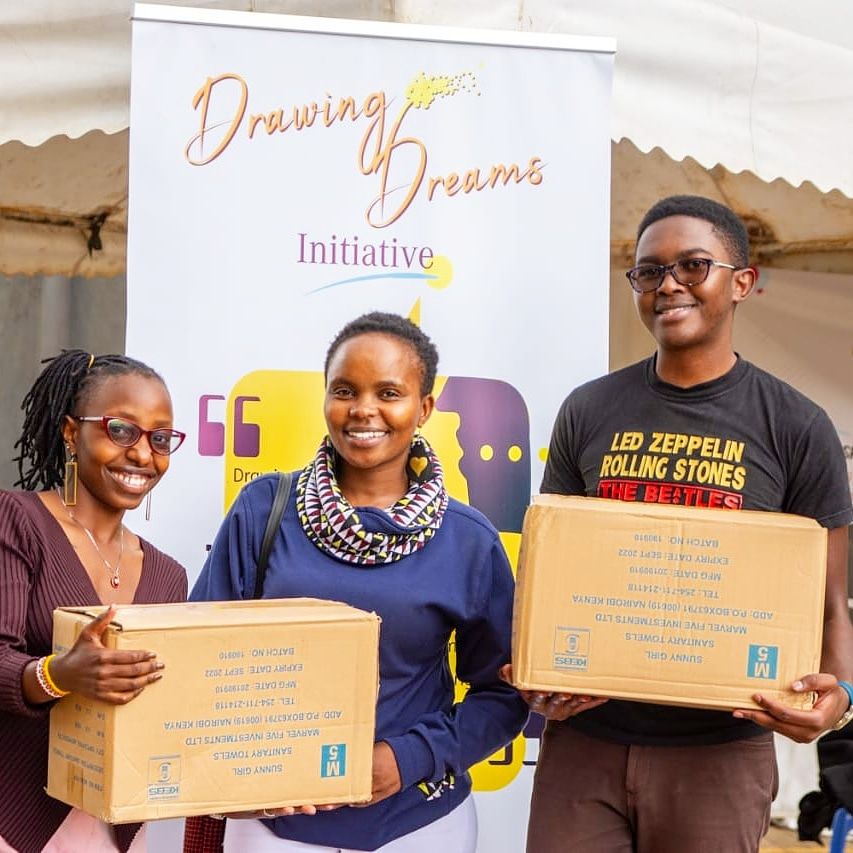 Drawing
Dreams
Initiative
“
Drawi
LED ZEPPELIN
ROLLING STONES
THE BEATLES
SUNNY GIRL
SANITARY TOWELS
MARVEL FIVE INVESTMENTS LTD
ADD: P.O.BOX63791 (00619) NAIROBI KENYA
TEL: 254-711-214118
MFG DATE: 20190910
EXPIRY DATE: SEPT 2022
BATCH NO: 190910
M
5
KEBS
SUNNY GIRL
SANITARY TOWELS
MARVEL FIVE INVESTMENTS LTD
ADD: P.O.BOX63791 (00619) NAIROBI KENYA
TEL: 254-711-214118
MFG DATE: 20190910
EXPIRY DATE: SEPT 2022
BATCH NO: 190910
M
5
KEBS